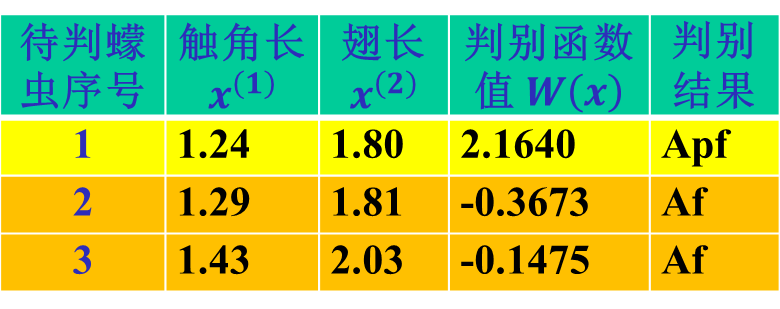 待判蠓虫序号 触角长 x⁽¹⁾ 翅长 x⁽²⁾ 判别函数值 W(x) 判别结果
1 1.24 1.80 2.1640 Apf
2 1.29 1.81 -0.3673 Af
3 1.43 2.03 -0.1475 Af